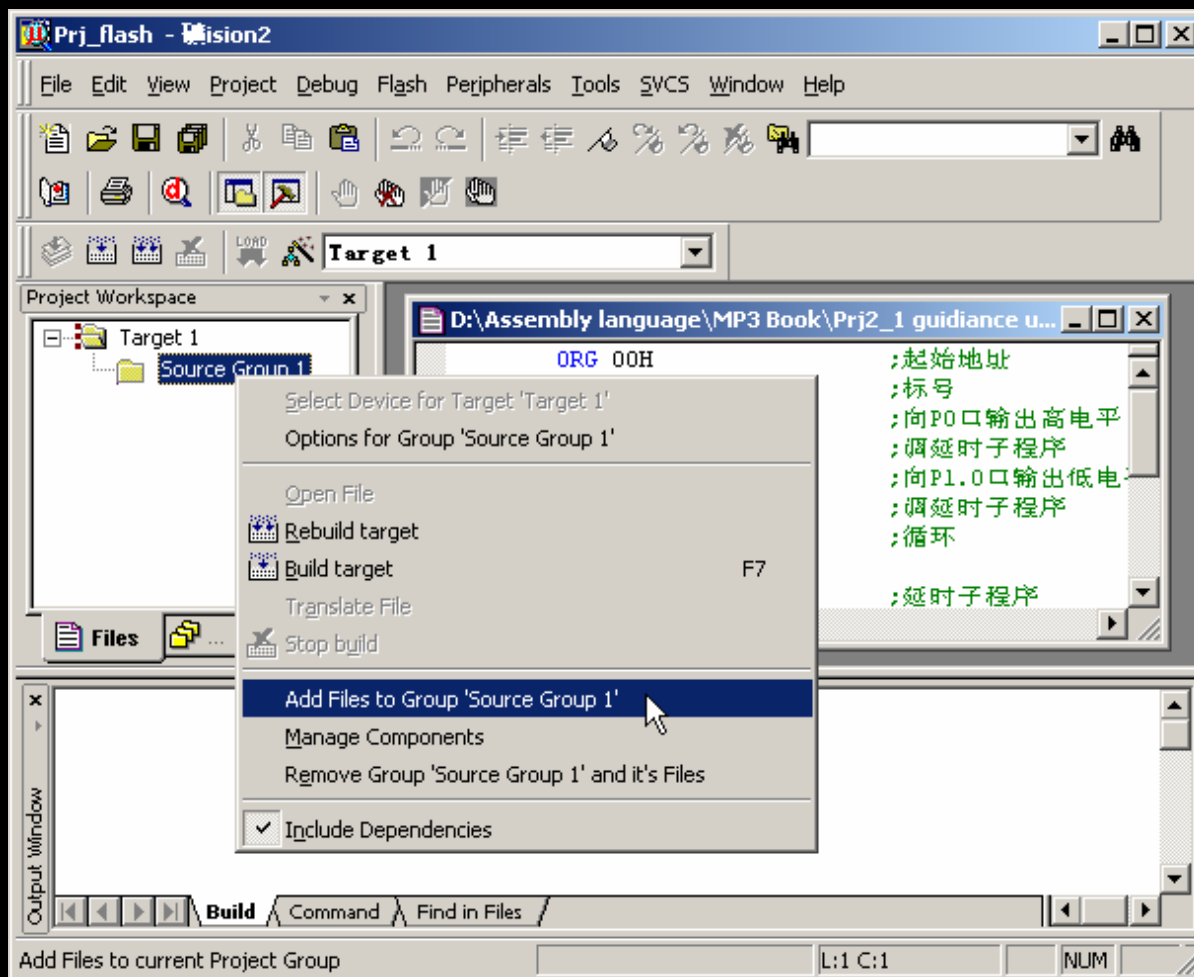 Prj_flash - ision2
File Edit View Project Debug Flash Peripherals Tools SVCS Window Help
LOAD
Target 1
Project Workspace
Target 1
Source Group 1
D:\Assembly language\MP3 Book\Prj2_1 guidiance u...
ORG 00H ;起始地址
;标号
;向P0口输出高电平
;调延时子程序
;向P1.0口输出低电
;调延时子程序
;循环
;延时子程序
Files ...
Select Device for Target 'Target 1'
Options for Group 'Source Group 1'
Open File
Rebuild target
Build target F7
Translate File
Stop build
Add Files to Group 'Source Group 1'
Manage Components
Remove Group 'Source Group 1' and it's Files
Include Dependencies
Output Window
Build Command Find in Files
Add Files to current Project Group L:1 C:1 NUM